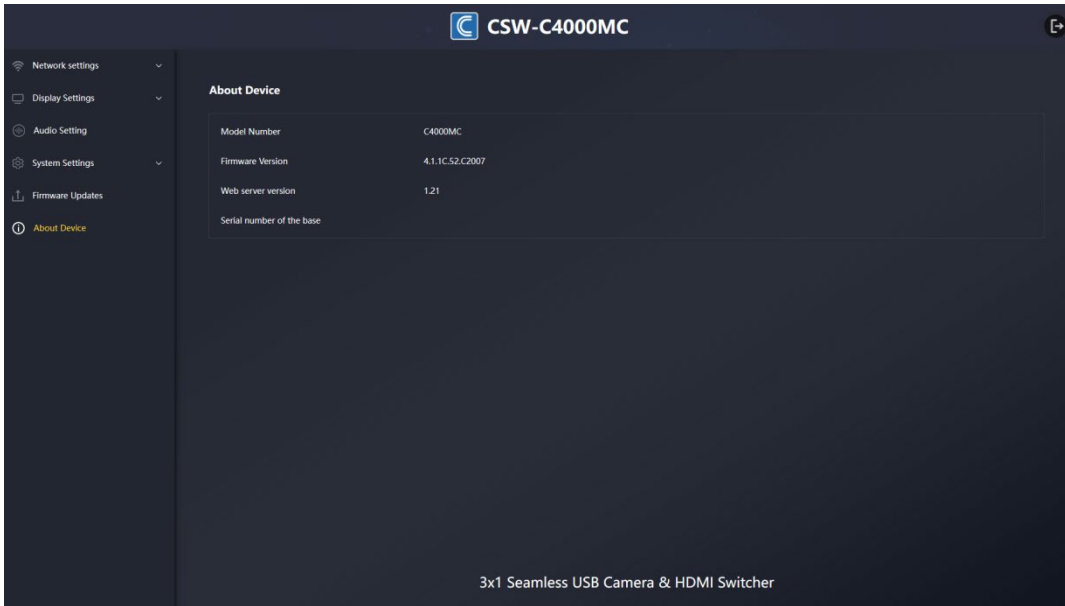 CSW-C4000MC
Network settings
Display Settings
Audio Setting
System Settings
Firmware Updates
About Device
About Device
Model Number C4000MC
Firmware Version 4.1.1C.52.C2007
Web server version 1.21
Serial number of the base
3x1 Seamless USB Camera & HDMI Switcher